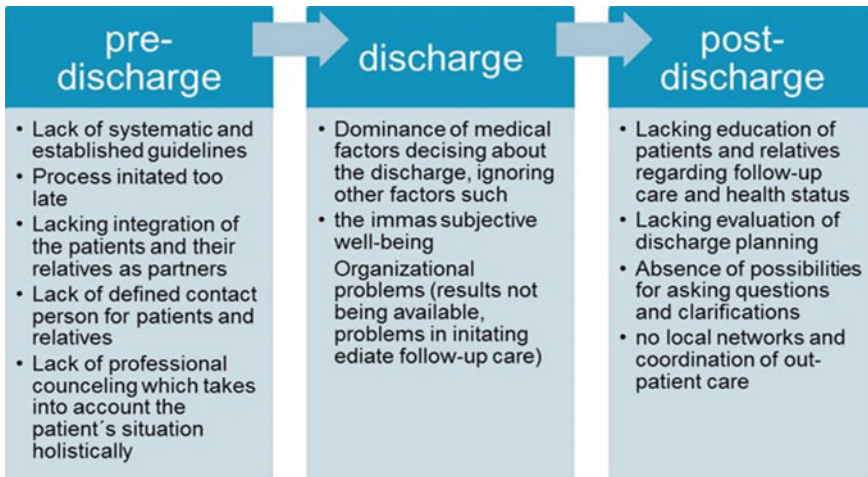 pre-
discharge
• Lack of systematic and
established guidelines
• Process initated too
late
• Lacking integration of
the patients and their
relatives as partners
• Lack of defined contact
person for patients and
relatives
• Lack of professional
counceling which takes
into account the
patient´s situation
holistically
discharge
• Dominance of medical
factors decising about
the discharge, ignoring
other factors such
• the immas subjective
well-being
Organizational
problems (results not
being available,
problems in initating
ediate follow-up care)
post-
discharge
• Lacking education of
patients and relatives
regarding follow-up
care and health status
• Lacking evaluation of
discharge planning
• Absence of possibilities
for asking questions
and clarifications
• no local networks and
coordination of out-
patient care